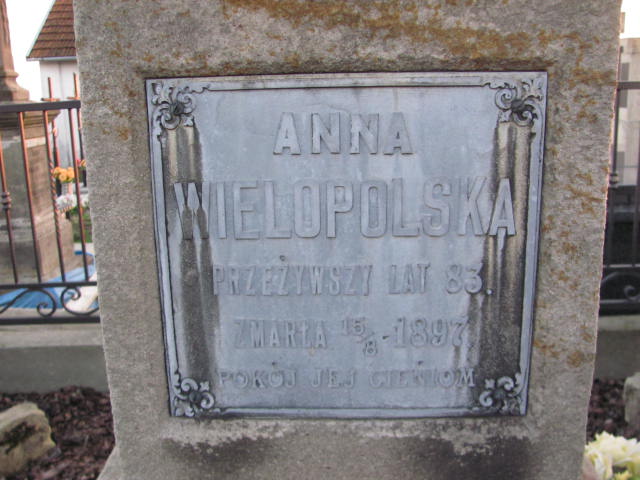 ANNA
WIELOPOLSKA
PRZEŻYWSZY LAT 83.
ZMARŁA 15/8 1897
POKÓJ JEJ CIENIOM